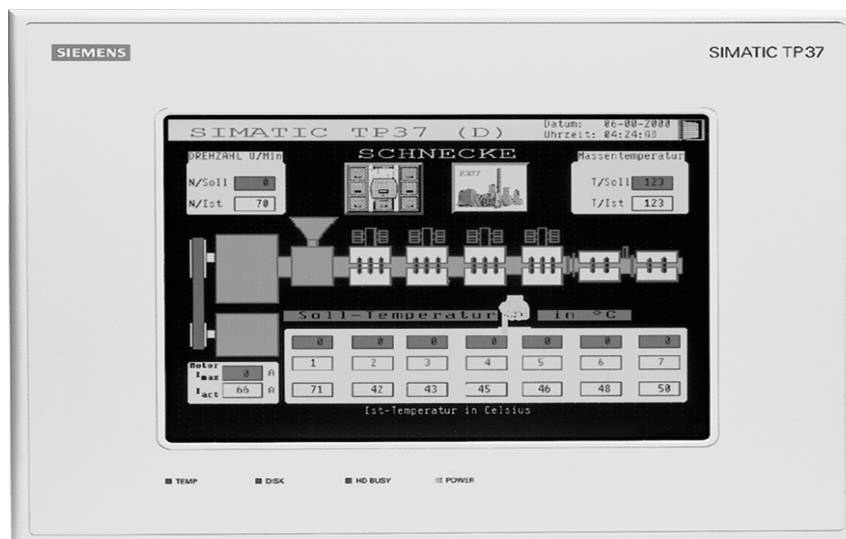 SIEMENS
SIMATIC TP37
SIMATIC TP37 (D)
Datum: 06-00-2000
Uhrzeit: 04:24:
DREHZAHL U/Min
SCHNECKE
Massentemperatur
EXIT
N/Soll 0
T/Soll 123
N/Ist 70
T/Ist 123
Soll-Temperatur in °C
0 0 0 0 0 0 0
1 2 3 4 5 6 7
Motor
Imax 0 A
Iact 66 A
71 42 43 45 46 48 50
Ist-Temperatur in Celsius
TEMP DISK HD BUSY POWER